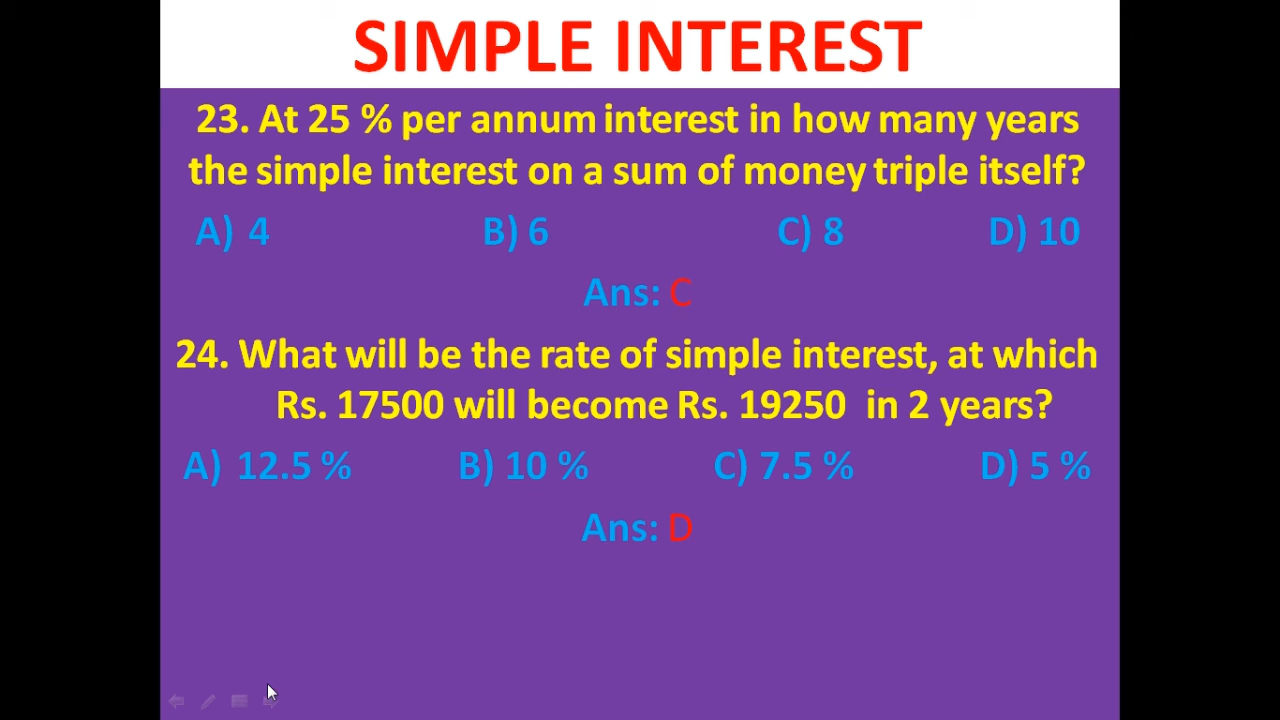 SIMPLE INTEREST
23. At 25 % per annum interest in how many years
the simple interest on a sum of money triple itself?
A) 4 B) 6 C) 8 D) 10
Ans: C
24. What will be the rate of simple interest, at which
Rs. 17500 will become Rs. 19250 in 2 years?
A) 12.5 % B) 10 % C) 7.5 % D) 5 %
Ans: D